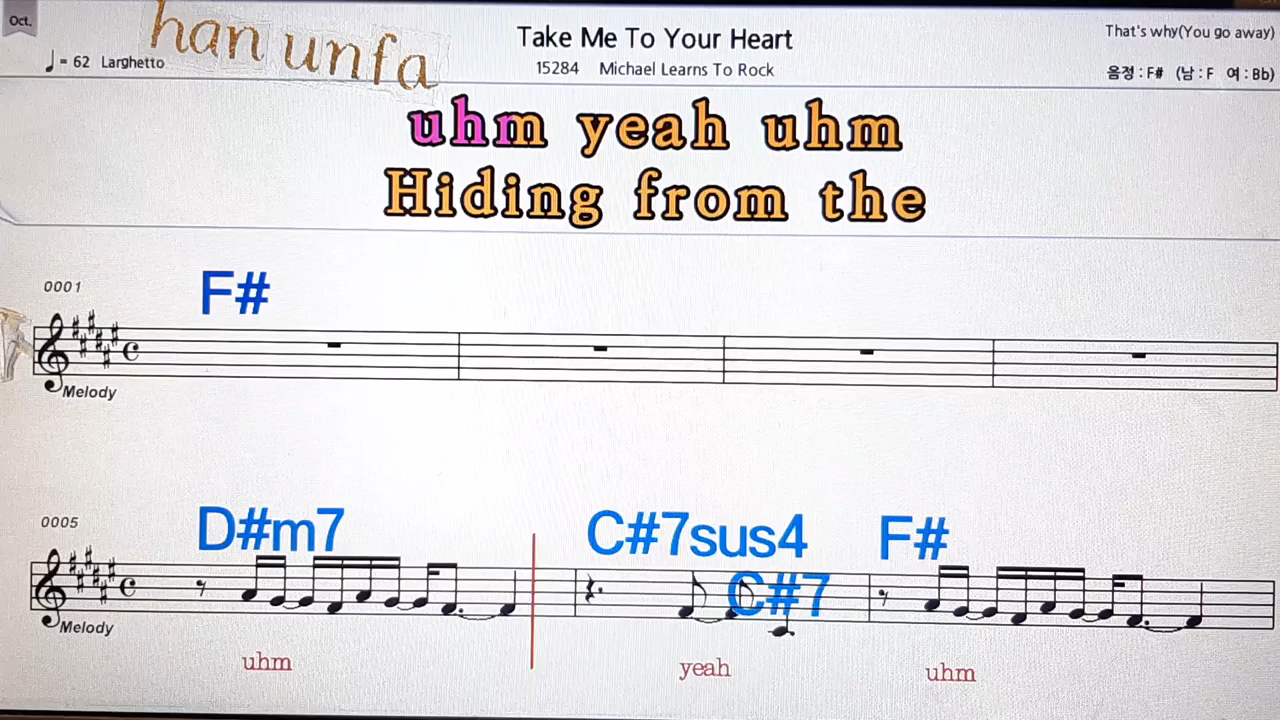 Oct.
han unfa
Take Me To Your Heart
That's why(You go away)
♩ = 62 Larghetto
15284 Michael Learns To Rock
음정 : F# (남 : F 여 : Bb)
uhm yeah uhm
Hiding from the
0001
F#
Melody
0005
D#m7
C#7sus4
F#
C#7
Melody
uhm
yeah
uhm